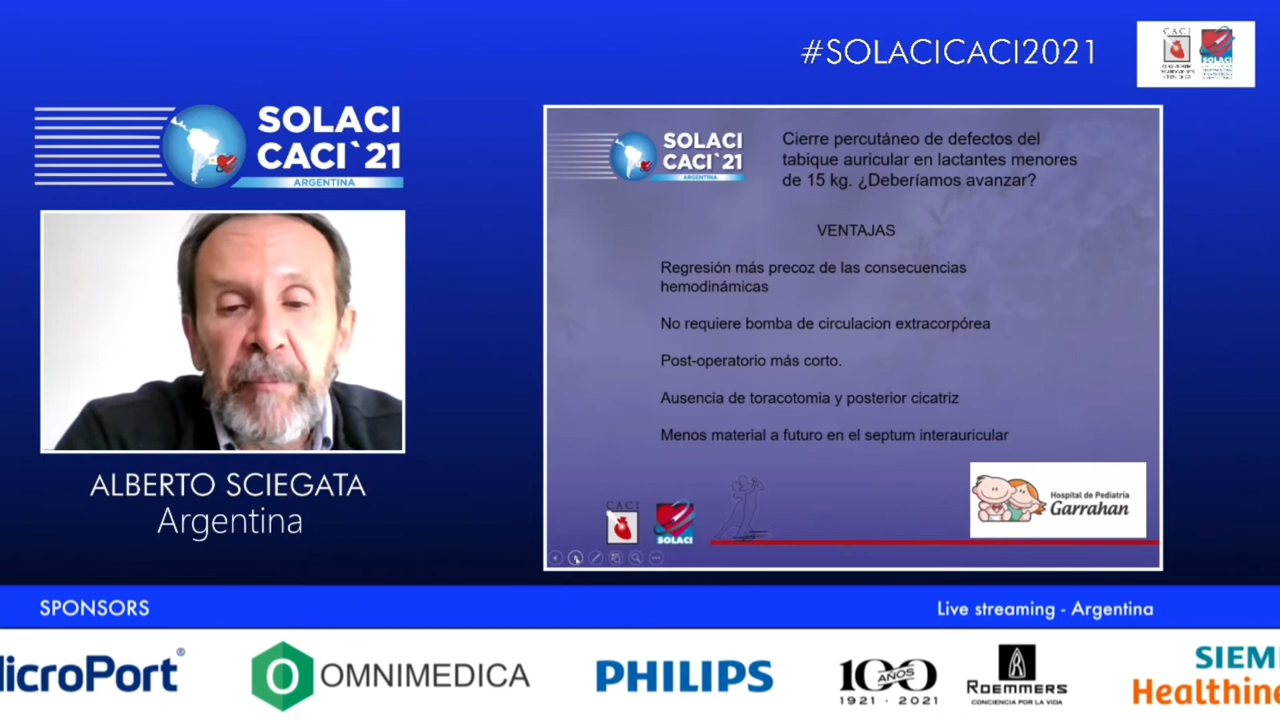 #SOLACICACI2021
CACI
SOLACI
SOLACI
CACI`21
ARGENTINA
ALBERTO SCIEGATA
Argentina
SOLACI
CACI`21
ARGENTINA
Cierre percutáneo de defectos del
tabique auricular en lactantes menores
de 15 kg. ¿Deberíamos avanzar?
VENTAJAS
Regresión más precoz de las consecuencias
hemodinámicas
No requiere bomba de circulacion extracorpórea
Post-operatorio más corto.
Ausencia de toracotomia y posterior cicatriz
Menos material a futuro en el septum interauricular
CACI
SOLACI
Hospital de Pediatría
Garrahan
SPONSORS
Live streaming - Argentina
icroPort®
OMNIMEDICA
PHILIPS
100
AÑOS
1921 - 2021
ROEMMERS
CONCIENCIA POR LA VIDA
SIEM
Healthine